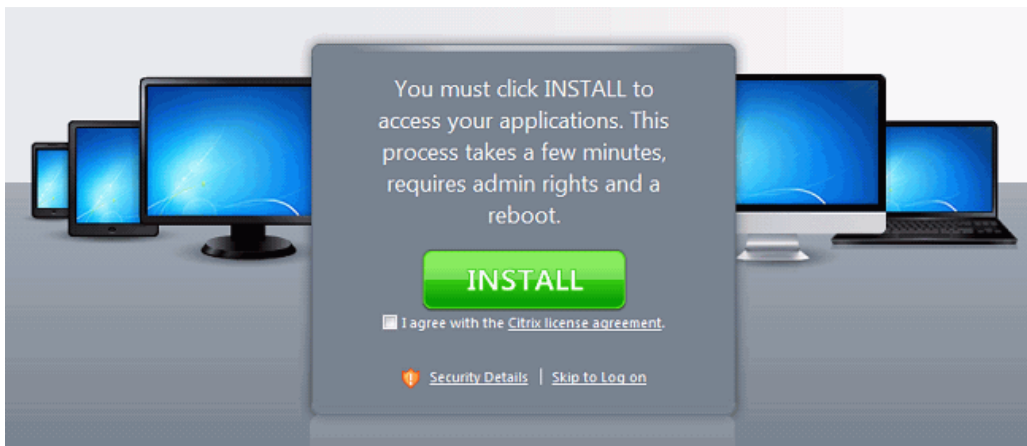 You must click INSTALL to
access your applications. This
process takes a few minutes,
requires admin rights and a
reboot.
INSTALL
I agree with the Citrix license agreement.
Security Details | Skip to Log on